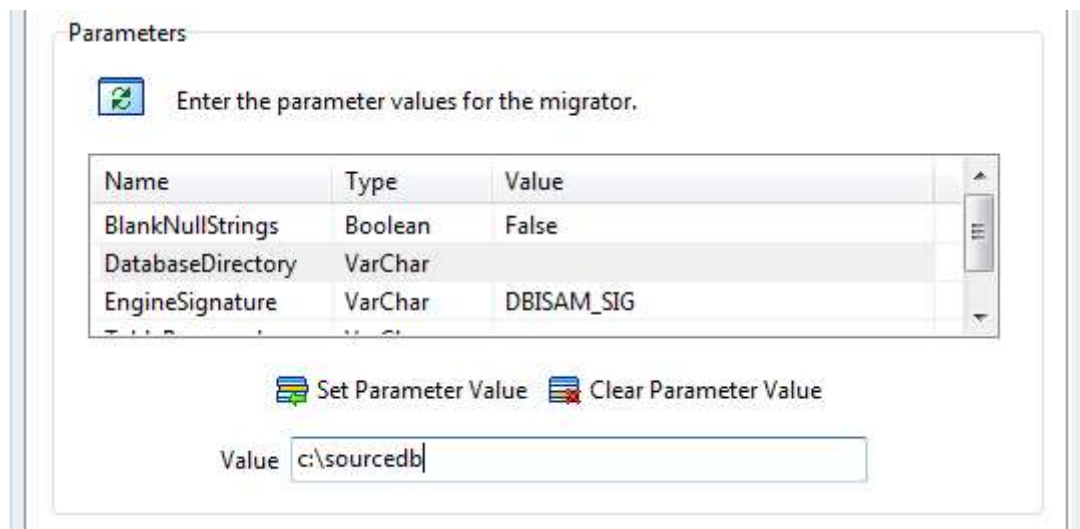 Parameters
Enter the parameter values for the migrator.
Name Type Value
BlankNullStrings Boolean False
DatabaseDirectory VarChar
EngineSignature VarChar DBISAM_SIG
Set Parameter Value Clear Parameter Value
Value c:\sourcedb